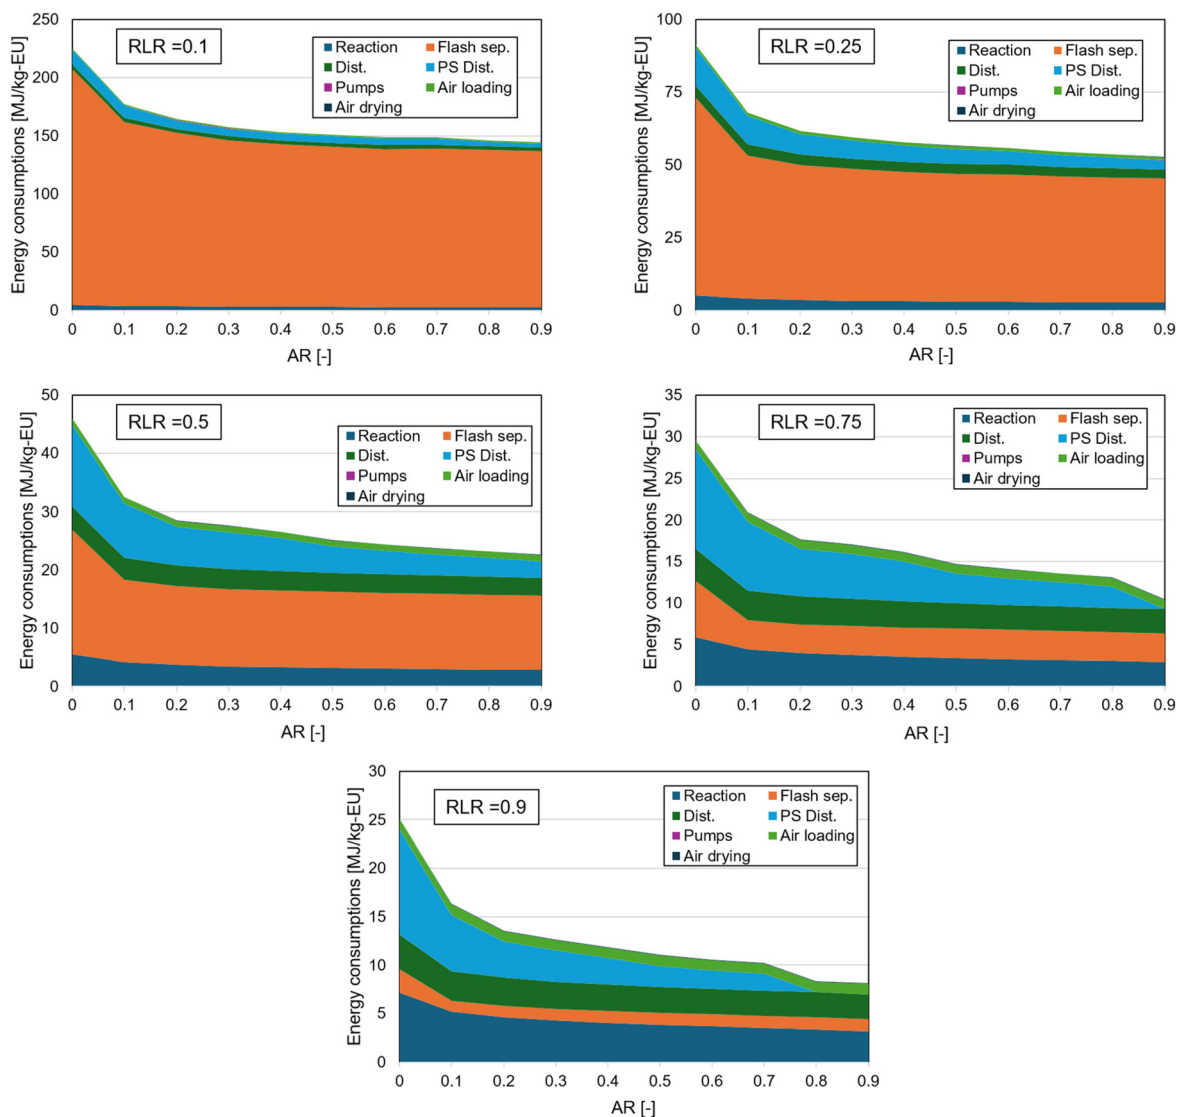 Energy consumptions [MJ/kg-EU]
250
200
150
100
50
0
RLR =0.1
Reaction Flash sep.
Dist. PS Dist.
Pumps Air loading
Air drying
0 0.1 0.2 0.3 0.4 0.5 0.6 0.7 0.8 0.9
AR [-]
Energy consumptions [MJ/kg-EU]
100
75
50
25
0
RLR =0.25
Reaction Flash sep.
Dist. PS Dist.
Pumps Air loading
Air drying
0 0.1 0.2 0.3 0.4 0.5 0.6 0.7 0.8 0.9
AR [-]
Energy consumptions [MJ/kg-EU]
50
40
30
20
10
0
RLR =0.5
Reaction Flash sep.
Dist. PS Dist.
Pumps Air loading
Air drying
0 0.1 0.2 0.3 0.4 0.5 0.6 0.7 0.8 0.9
AR [-]
Energy consumptions [MJ/kg-EU]
35
30
25
20
15
10
5
0
RLR =0.75
Reaction Flash sep.
Dist. PS Dist.
Pumps Air loading
Air drying
0 0.1 0.2 0.3 0.4 0.5 0.6 0.7 0.8 0.9
AR [-]
Energy consumptions [MJ/kg-EU]
30
25
20
15
10
5
0
RLR =0.9
Reaction Flash sep.
Dist. PS Dist.
Pumps Air loading
Air drying
0 0.1 0.2 0.3 0.4 0.5 0.6 0.7 0.8 0.9
AR [-]